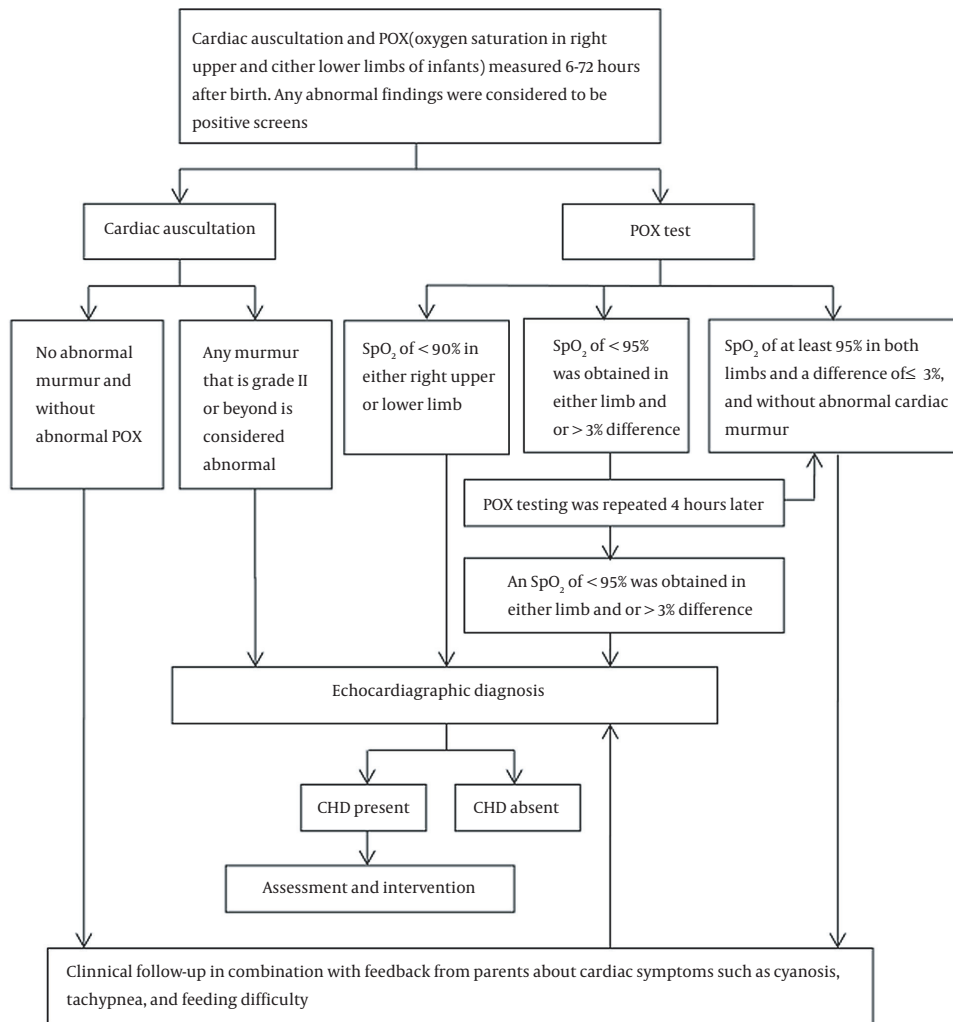 Cardiac auscultation and POX(oxygen saturation in right
upper and cither lower limbs of infants) measured 6-72 hours
after birth. Any abnormal findings were considered to be
positive screens
Cardiac auscultation
POX test
No abnormal
murmur and
without
abnormal POX
Any murmur
that is grade II
or beyond is
considered
abnormal
SpO₂ of < 90% in
either right upper
or lower limb
SpO₂ of < 95%
was obtained in
either limb and
or > 3% difference
SpO₂ of at least 95% in both
limbs and a difference of≤ 3%,
and without abnormal cardiac
murmur
POX testing was repeated 4 hours later
An SpO₂ of < 95% was obtained in
either limb and or > 3% difference
Echocardiagraphic diagnosis
CHD present
CHD absent
Assessment and intervention
Clinnical follow-up in combination with feedback from parents about cardiac symptoms such as cyanosis,
tachypnea, and feeding difficulty